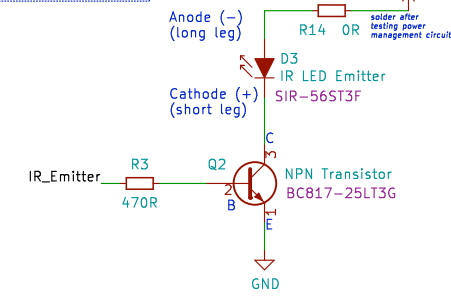 Anode (-)
(long leg)
R14 0R
solder after
testing power
management circuit
D3
IR LED Emitter
SIR-56ST3F
Cathode (+)
(short leg)
C
3
IR_Emitter
R3
470R
Q2
2
B
NPN Transistor
BC817-25LT3G
1
E
GND